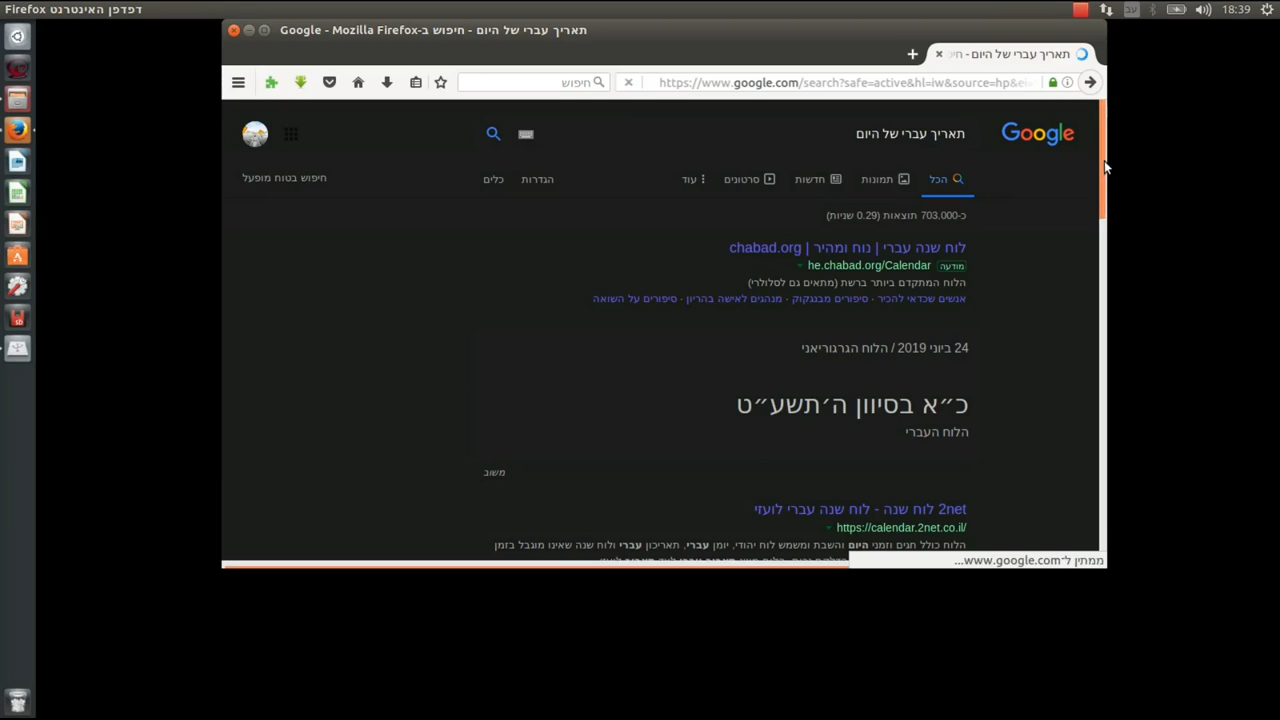 דפדפן האינטרנט Firefox
עב
18:39
תאריך עברי של היום - חיפוש ב-Google - Mozilla Firefox
תאריך עברי של היום - חי
https://www.google.com/search?safe=active&hl=iw&source=hp&ei=
חיפוש
Google
תאריך עברי של היום
הכל
תמונות
חדשות
סרטונים
עוד
הגדרות
כלים
חיפוש בטוח מופעל
כ-703,000 תוצאות (0.29 שניות)
לוח שנה עברי | נוח ומהיר | chabad.org
מודעה he.chabad.org/Calendar
הלוח המתקדם ביותר ברשת (מתאים גם לסלולרי)
אנשים שכדאי להכיר · סיפורים מבנגקוק · מנהגים לאישה בהריון · סיפורים על השואה
24 ביוני 2019 / הלוח הגרגוריאני
כ״א בסיוון ה׳תשע״ט
הלוח העברי
משוב
2net לוח שנה - לוח שנה עברי לועזי
https://calendar.2net.co.il/
הלוח כולל חגים וזמני היום והשבת ומשמש לוח יהודי, יומן עברי, תאריכון עברי ולוח שנה שאינו מוגבל בזמן
ממתין ל־www.google.com...
SD